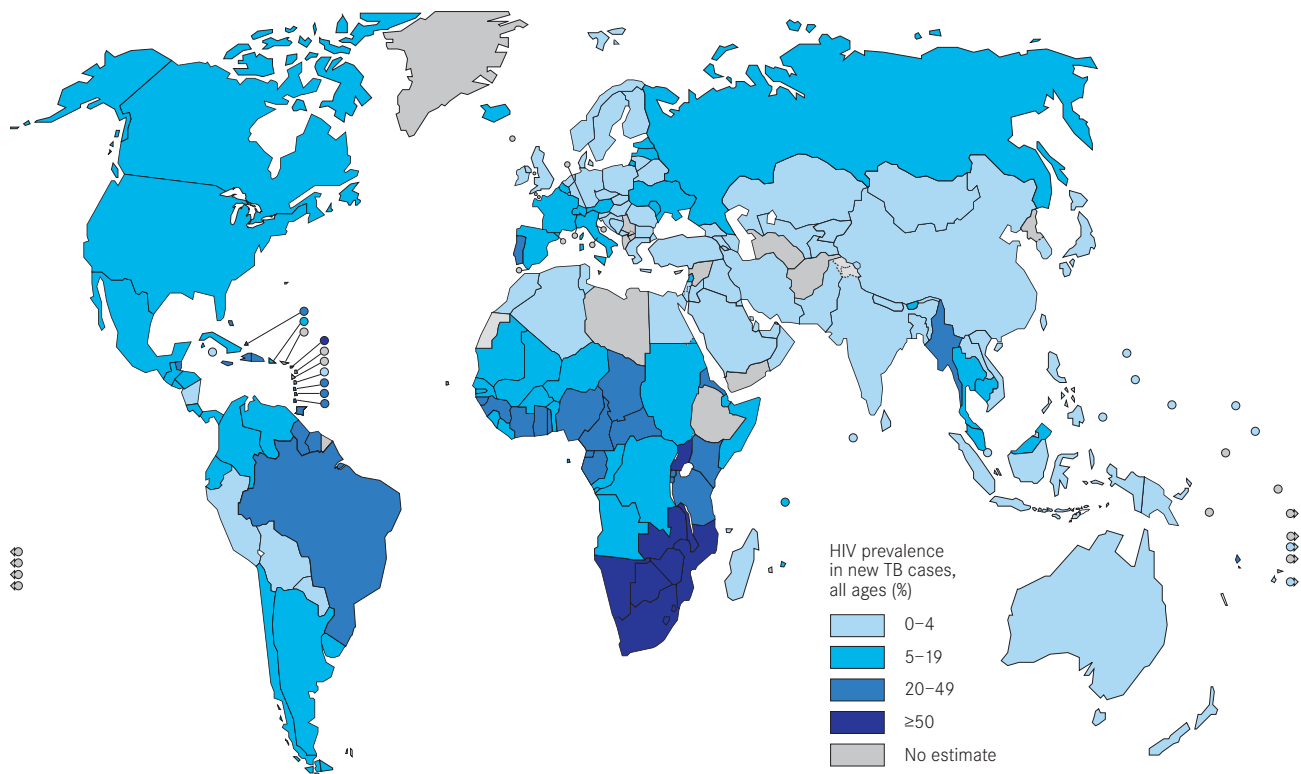 HIV prevalence
in new TB cases,
all ages (%)
0–4
5–19
20–49
≥50
No estimate